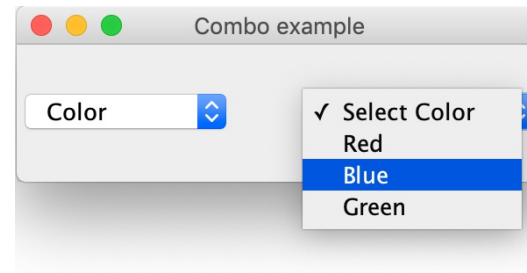 Combo example
Color
✓ Select Color
Red
Blue
Green